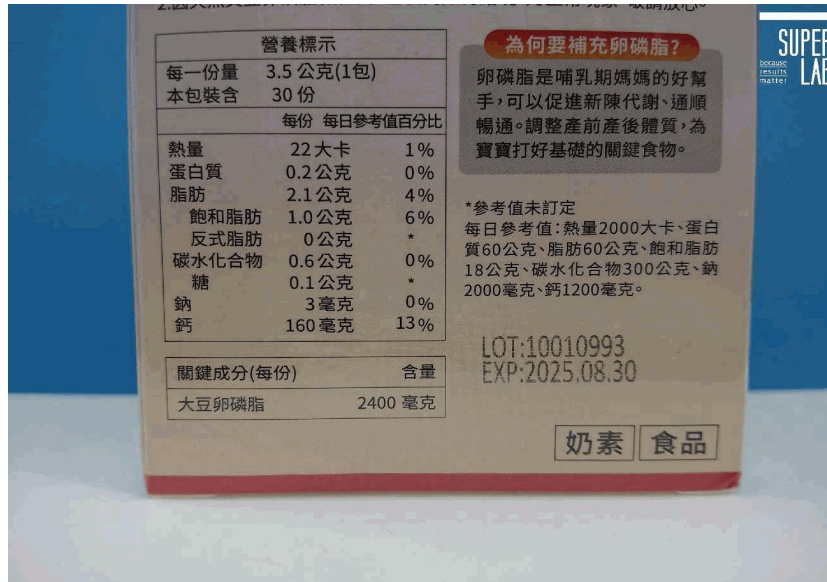 營養標示
每一份量 3.5 公克(1包)
本包裝含 30 份
每份 每日參考值百分比
熱量 22 大卡 1%
蛋白質 0.2 公克 0%
脂肪 2.1 公克 4%
飽和脂肪 1.0 公克 6%
反式脂肪 0 公克 *
碳水化合物 0.6 公克 0%
糖 0.1 公克 *
鈉 3 毫克 0%
鈣 160 毫克 13%
關鍵成分(每份) 含量
大豆卵磷脂 2400 毫克
為何要補充卵磷脂?
卵磷脂是哺乳期媽媽的好幫
手,可以促進新陳代謝、通順
暢通。調整產前產後體質,為
寶寶打好基礎的關鍵食物。
*參考值未訂定
每日參考值:熱量2000大卡、蛋白
質60公克、脂肪60公克、飽和脂肪
18公克、碳水化合物300公克、鈉
2000毫克、鈣1200毫克。
LOT:10010993
EXP:2025.08.30
奶素 食品
SUPER
because
results
matter
LAB